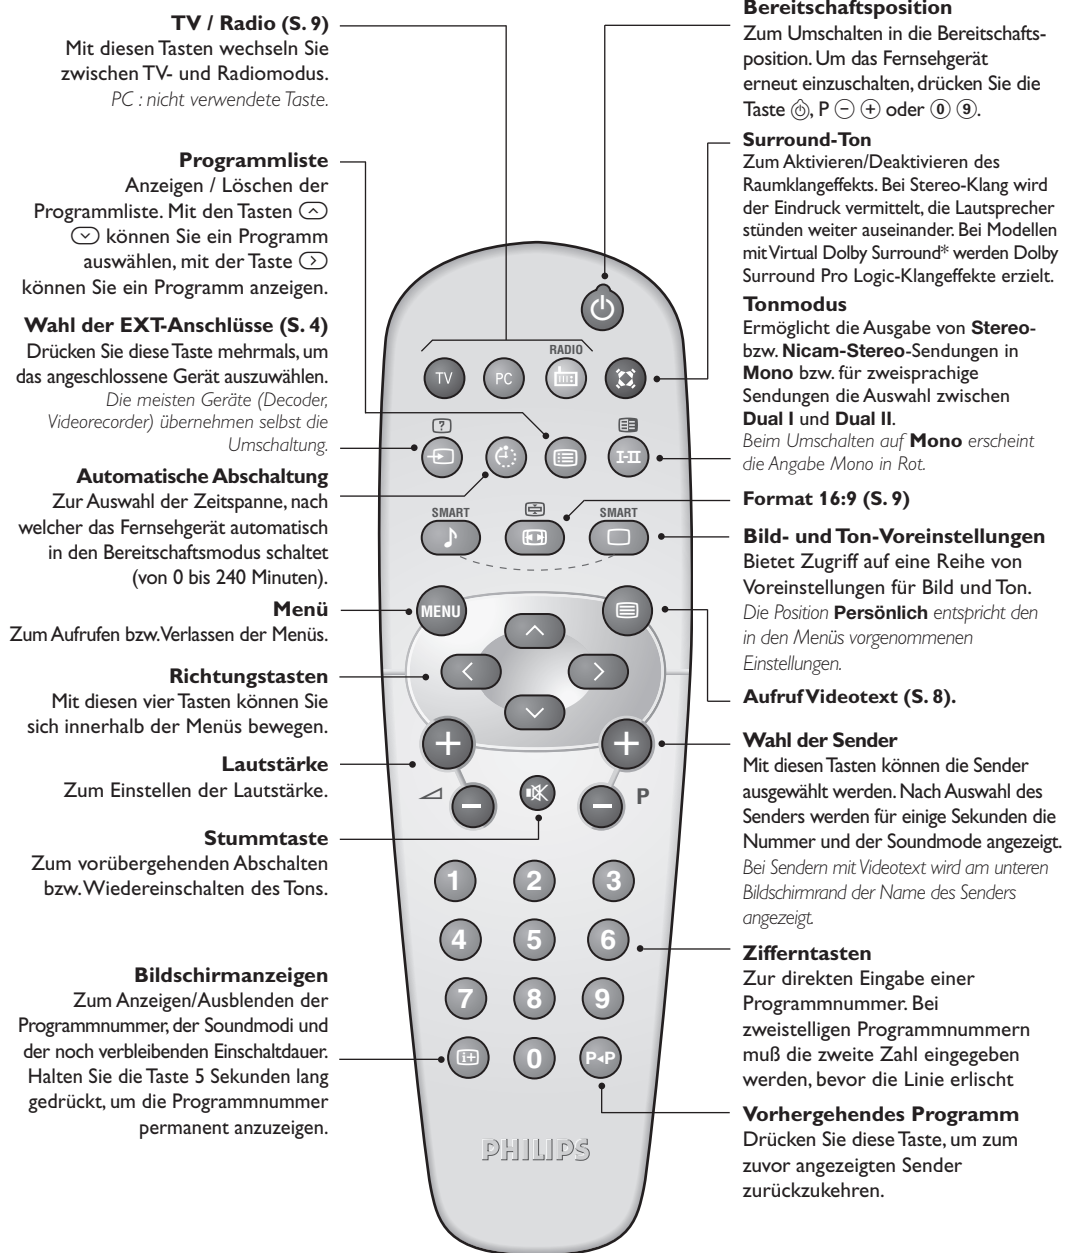 TV / Radio (S. 9)
Mit diesen Tasten wechseln Sie
zwischen TV- und Radiomodus.
PC : nicht verwendete Taste.
Programmliste
Anzeigen / Löschen der
Programmliste. Mit den Tasten
können Sie ein Programm
auswählen, mit der Taste
können Sie ein Programm anzeigen.
Wahl der EXT-Anschlüsse (S. 4)
Drücken Sie diese Taste mehrmals, um
das angeschlossene Gerät auszuwählen.
Die meisten Geräte (Decoder,
Videorecorder) übernehmen selbst die
Umschaltung.
Automatische Abschaltung
Zur Auswahl der Zeitspanne, nach
welcher das Fernsehgerät automatisch
in den Bereitschaftsmodus schaltet
(von 0 bis 240 Minuten).
Menü
Zum Aufrufen bzw. Verlassen der Menüs.
Richtungstasten
Mit diesen vier Tasten können Sie
sich innerhalb der Menüs bewegen.
Lautstärke
Zum Einstellen der Lautstärke.
Stummtaste
Zum vorübergehenden Abschalten
bzw. Wiedereinschalten des Tons.
Bildschirmanzeigen
Zum Anzeigen/Ausblenden der
Programmnummer, der Soundmodi und
der noch verbleibenden Einschaltdauer.
Halten Sie die Taste 5 Sekunden lang
gedrückt, um die Programmnummer
permanent anzuzeigen.
RADIO
TV PC
?
I-II
SMART SMART
MENU
P
1 2 3
4 5 6
7 8 9
i+ 0 P◂P
PHILIPS
Bereitschaftsposition
Zum Umschalten in die Bereitschafts-
position. Um das Fernsehgerät
erneut einzuschalten, drücken Sie die
Taste , P - + oder 0 9.
Surround-Ton
Zum Aktivieren/Deaktivieren des
Raumklangeffekts. Bei Stereo-Klang wird
der Eindruck vermittelt, die Lautsprecher
stünden weiter auseinander. Bei Modellen
mit Virtual Dolby Surround* werden Dolby
Surround Pro Logic-Klangeffekte erzielt.
Tonmodus
Ermöglicht die Ausgabe von Stereo-
bzw. Nicam-Stereo-Sendungen in
Mono bzw. für zweisprachige
Sendungen die Auswahl zwischen
Dual I und Dual II.
Beim Umschalten auf Mono erscheint
die Angabe Mono in Rot.
Format 16:9 (S. 9)
Bild- und Ton-Voreinstellungen
Bietet Zugriff auf eine Reihe von
Voreinstellungen für Bild und Ton.
Die Position Persönlich entspricht den
in den Menüs vorgenommenen
Einstellungen.
Aufruf Videotext (S. 8).
Wahl der Sender
Mit diesen Tasten können die Sender
ausgewählt werden. Nach Auswahl des
Senders werden für einige Sekunden die
Nummer und der Soundmode angezeigt.
Bei Sendern mit Videotext wird am unteren
Bildschirmrand der Name des Senders
angezeigt.
Zifferntasten
Zur direkten Eingabe einer
Programmnummer. Bei
zweistelligen Programmnummern
muß die zweite Zahl eingegeben
werden, bevor die Linie erlischt
Vorhergehendes Programm
Drücken Sie diese Taste, um zum
zuvor angezeigten Sender
zurückzukehren.